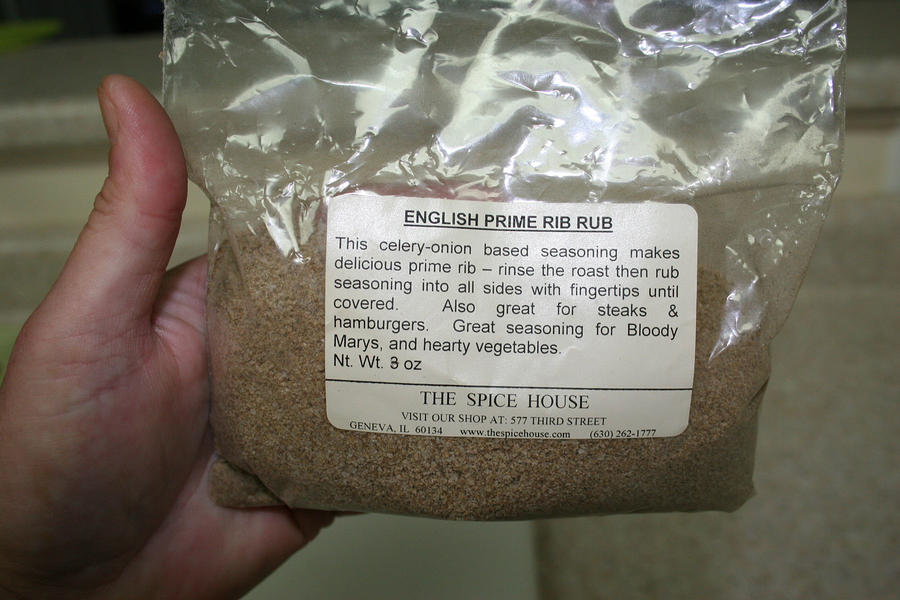 ENGLISH PRIME RIB RUB
This celery-onion based seasoning makes
delicious prime rib – rinse the roast then rub
seasoning into all sides with fingertips until
covered. Also great for steaks &
hamburgers. Great seasoning for Bloody
Marys, and hearty vegetables.
Nt. Wt. 8 oz
THE SPICE HOUSE
VISIT OUR SHOP AT: 577 THIRD STREET
GENEVA, IL 60134 www.thespicehouse.com (630) 262-1777